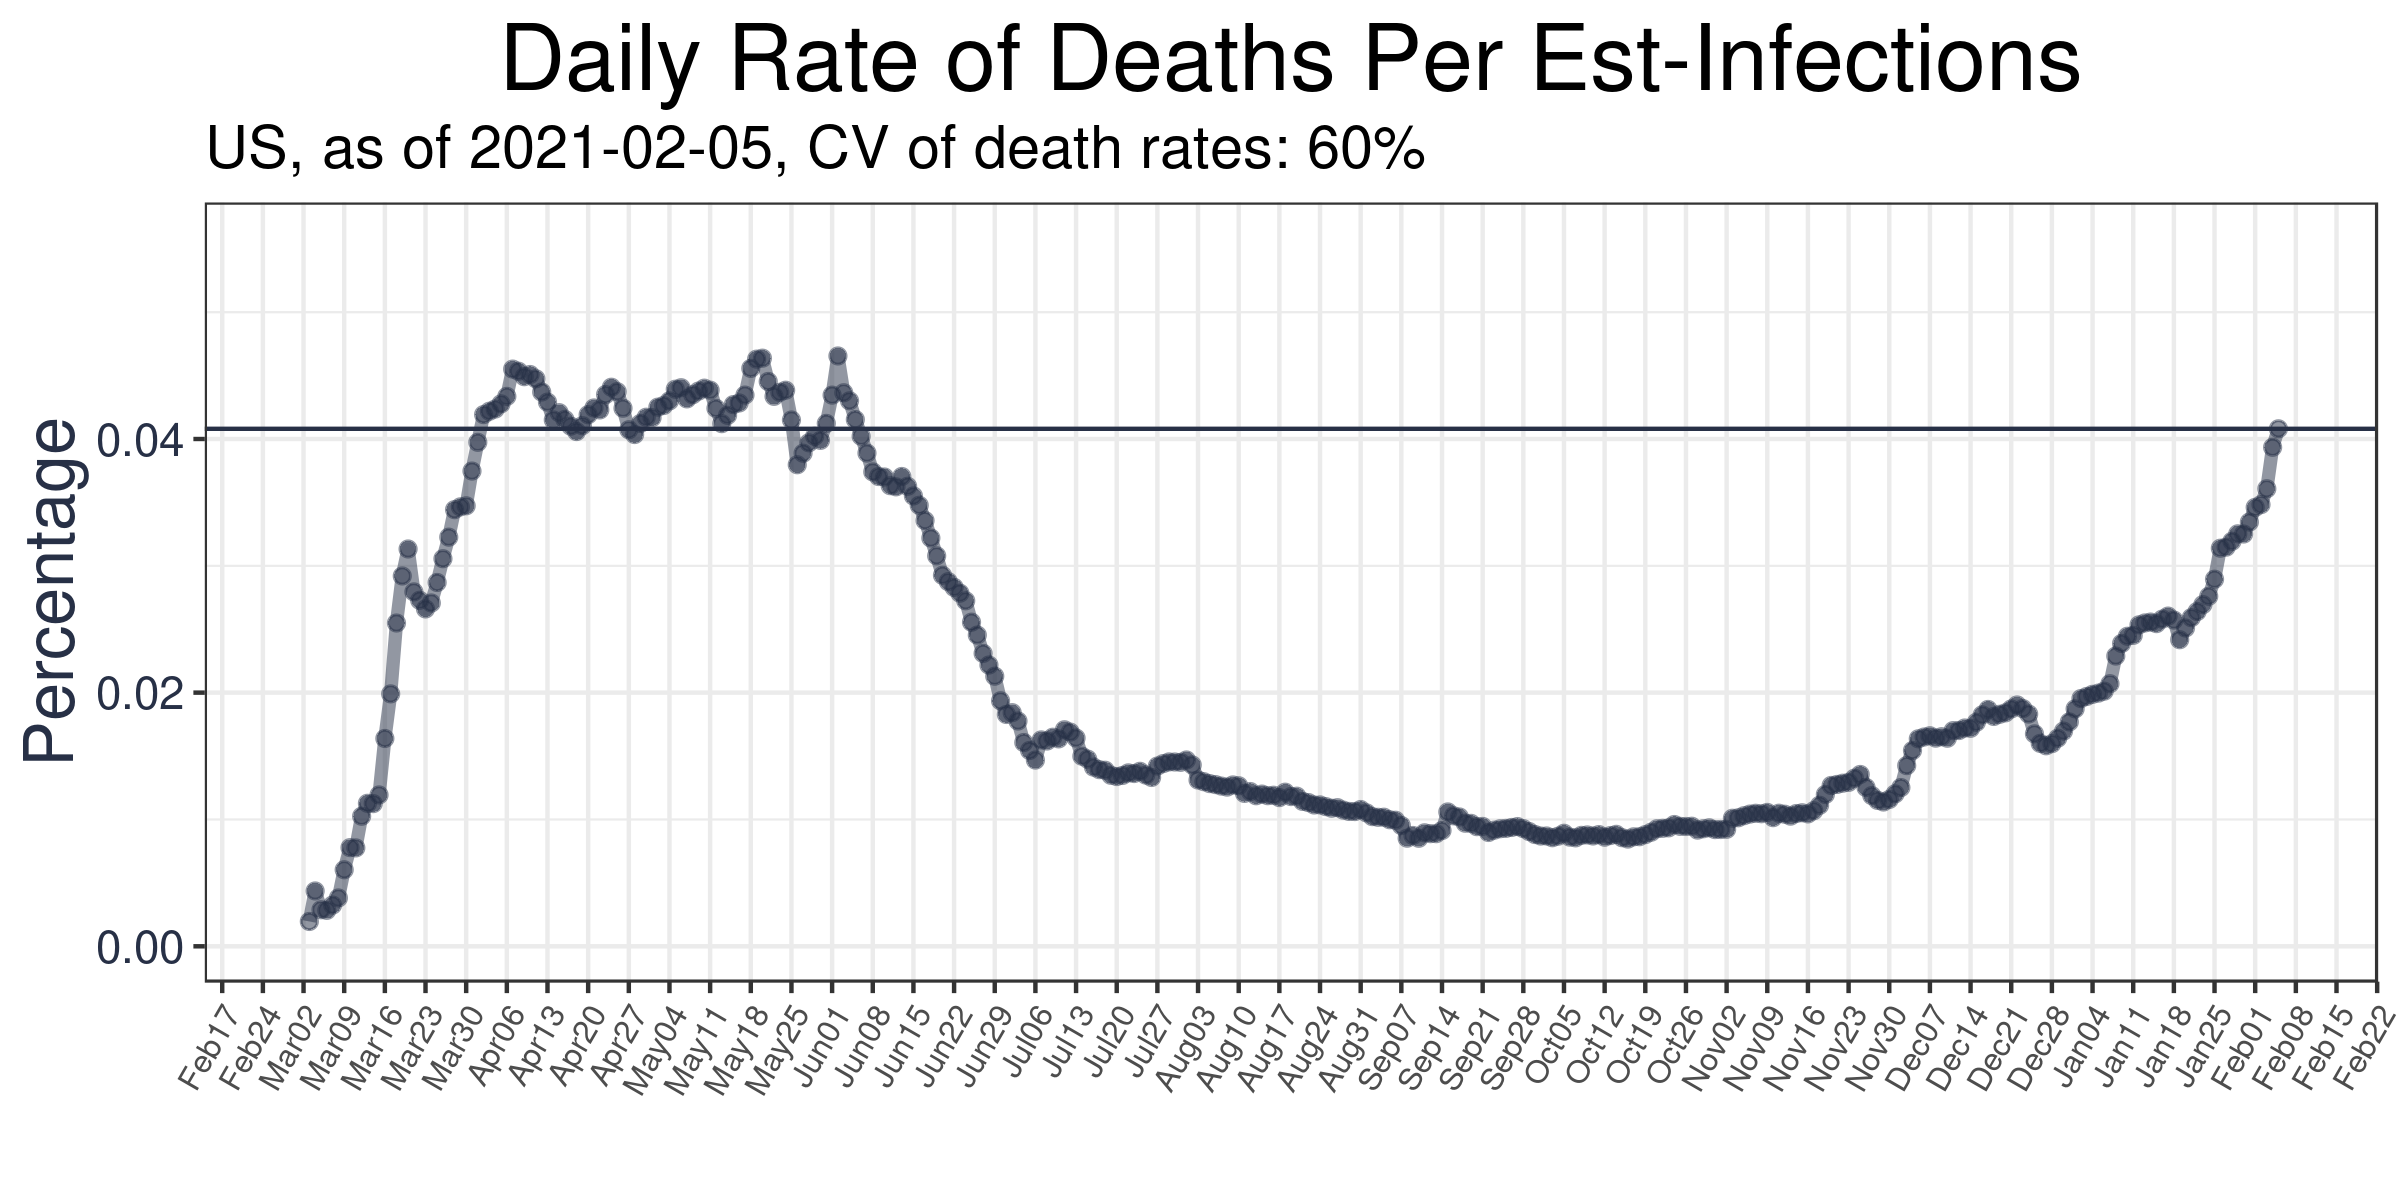 Daily Rate of Deaths Per Est-Infections
US, as of 2021-02-05, CV of death rates: 60%
Percentage
0.04
0.02
0.00
Feb17
Feb24
Mar02
Mar09
Mar16
Mar23
Mar30
Apr06
Apr13
Apr20
Apr27
May04
May11
May18
May25
Jun01
Jun08
Jun15
Jun22
Jun29
Jul06
Jul13
Jul20
Jul27
Aug03
Aug10
Aug17
Aug24
Aug31
Sep07
Sep14
Sep21
Sep28
Oct05
Oct12
Oct19
Oct26
Nov02
Nov09
Nov16
Nov23
Nov30
Dec07
Dec14
Dec21
Dec28
Jan04
Jan11
Jan18
Jan25
Feb01
Feb08
Feb15
Feb22